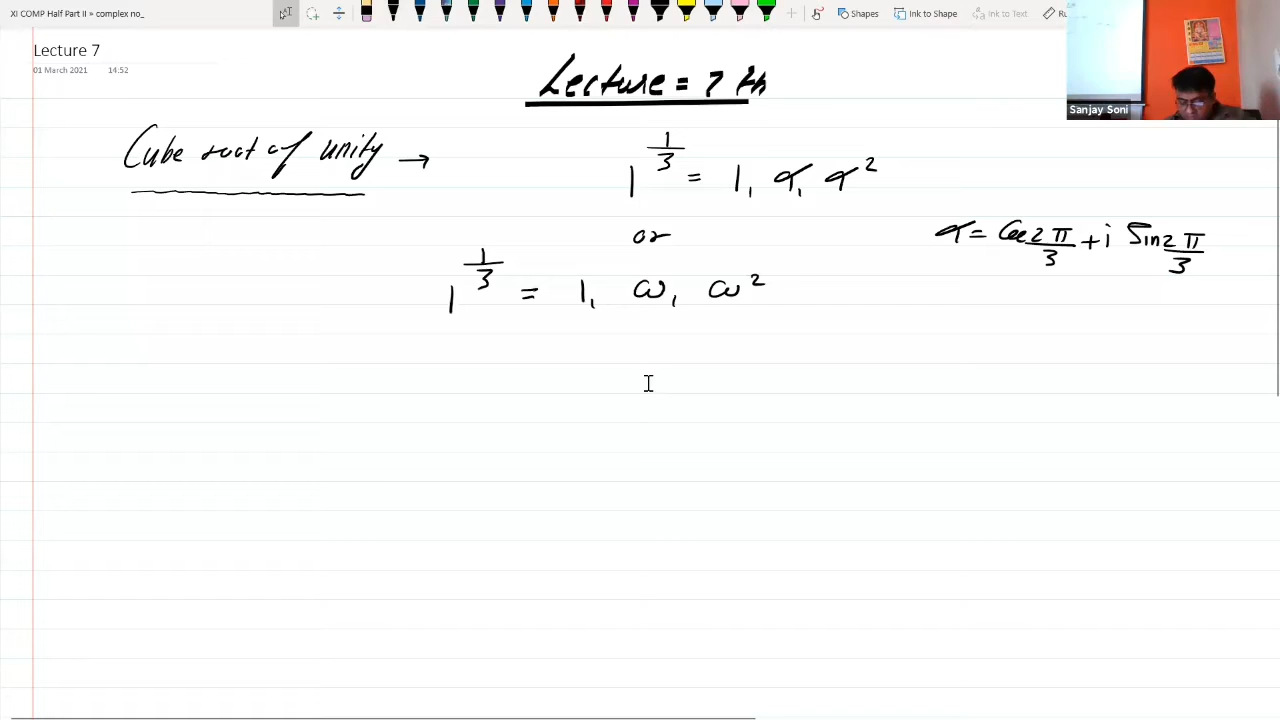 XI COMP Half Part II » complex no_
Shapes Ink to Shape Ink to Text
Lecture 7
01 March 2021 14:52
Sanjay Soni
Lecture = 7 th
Cube root of unity → 1^{1/3} = 1, α, α²
or
α = Cos 2π/3 + i Sin 2π/3
1^{1/3} = 1, ω, ω²